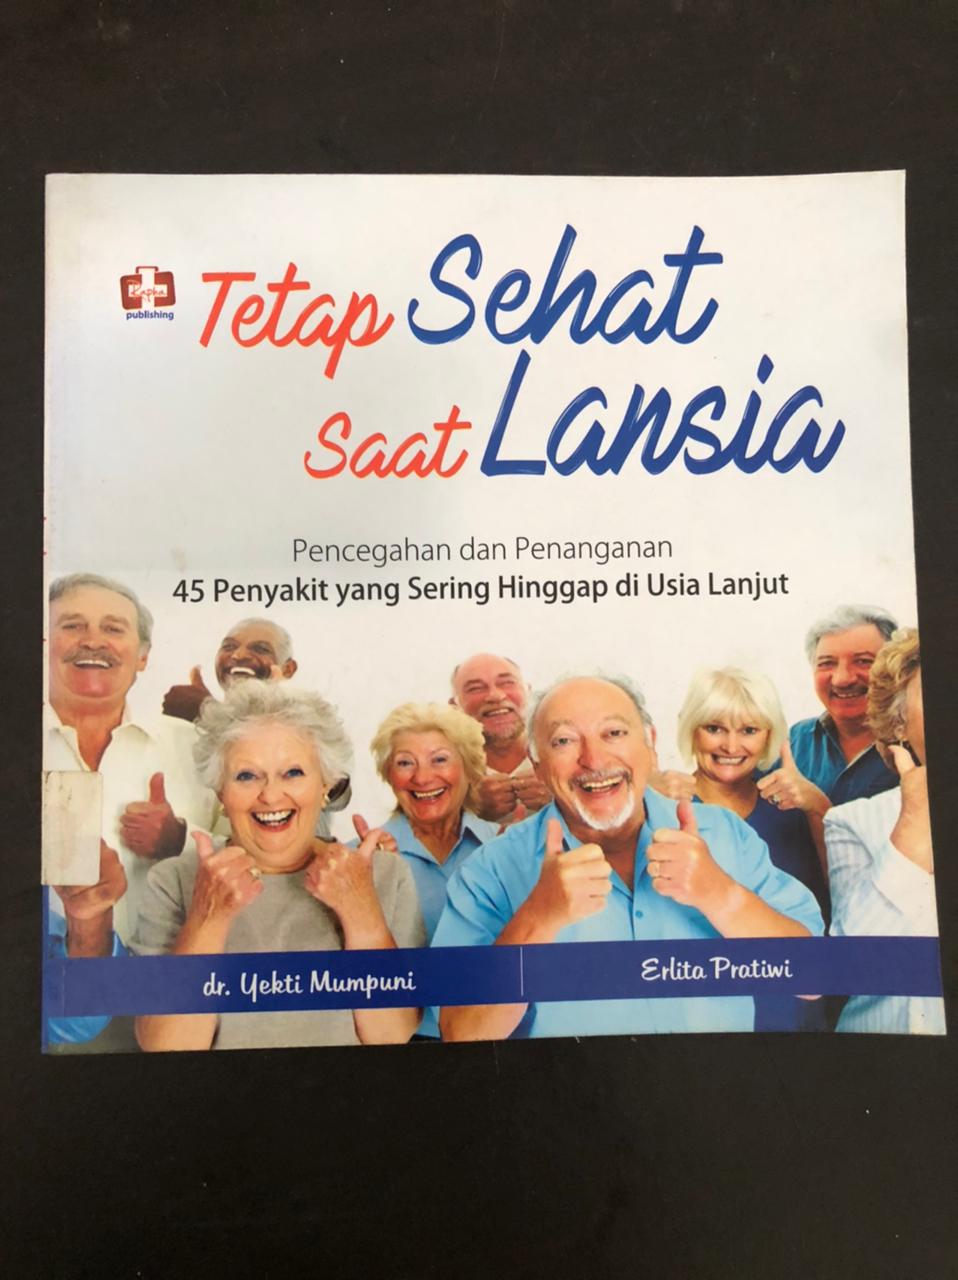 Rapha
publishing
Tetap Sehat
Saat Lansia
Pencegahan dan Penanganan
45 Penyakit yang Sering Hinggap di Usia Lanjut
dr. Yekti Mumpuni
Erlita Pratiwi